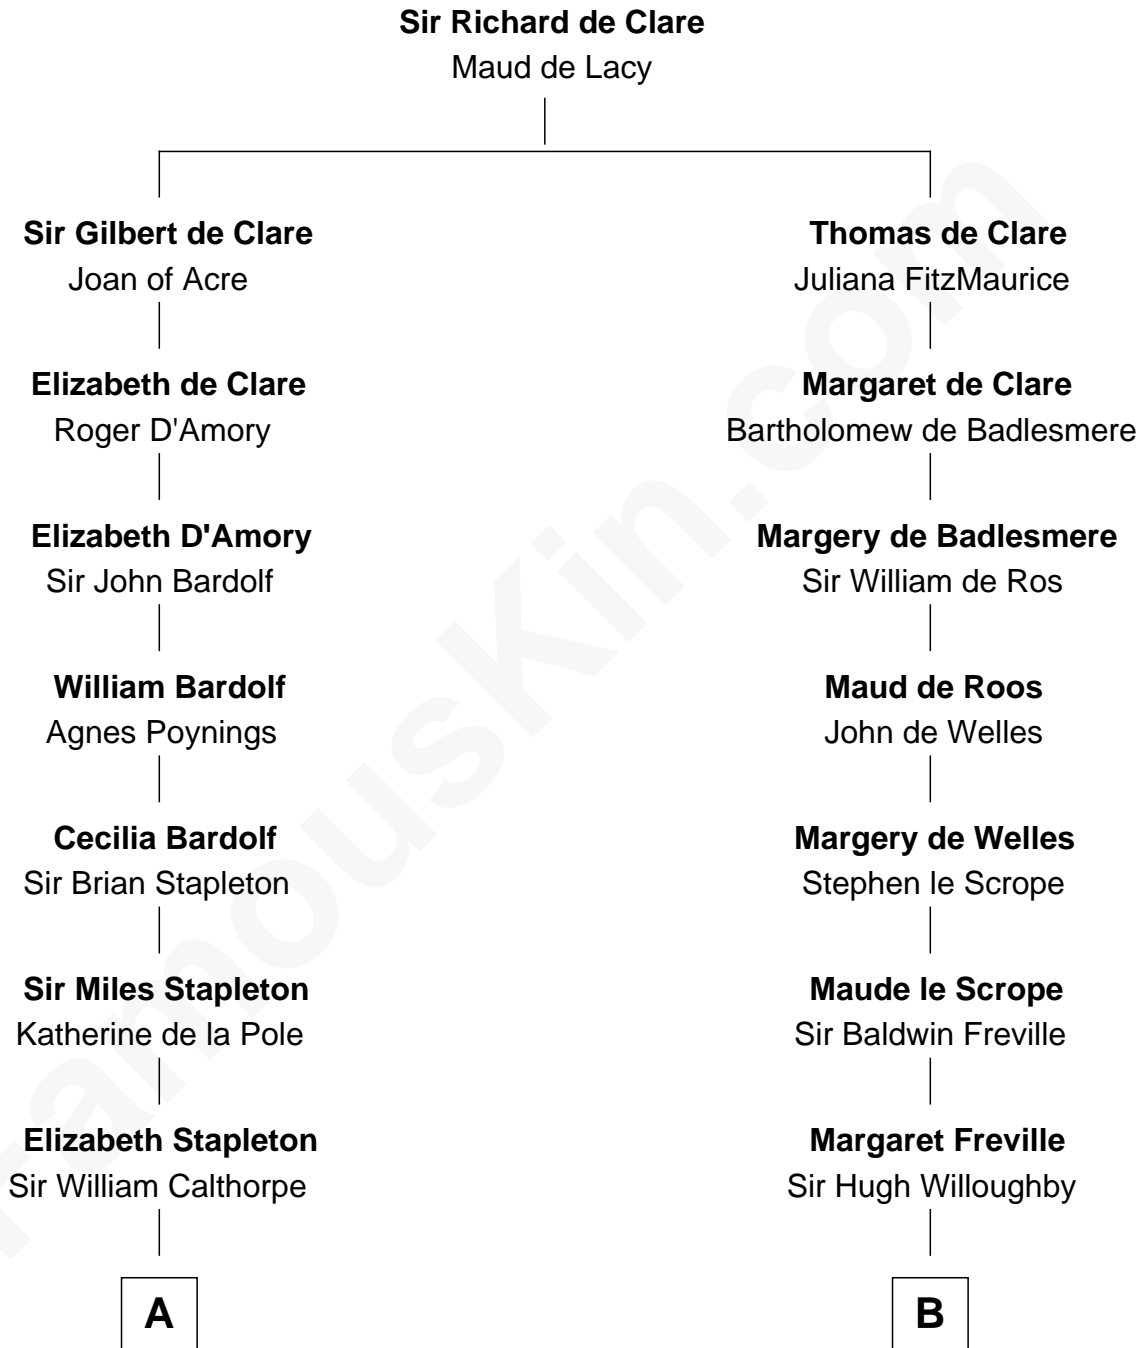 Sir Richard de Clare
Maud de Lacy
Sir Gilbert de Clare
Joan of Acre
Elizabeth de Clare
Roger D'Amory
Elizabeth D'Amory
Sir John Bardolf
William Bardolf
Agnes Poynings
Cecilia Bardolf
Sir Brian Stapleton
Sir Miles Stapleton
Katherine de la Pole
Elizabeth Stapleton
Sir William Calthorpe
A
Thomas de Clare
Juliana FitzMaurice
Margaret de Clare
Bartholomew de Badlesmere
Margery de Badlesmere
Sir William de Ros
Maud de Roos
John de Welles
Margery de Welles
Stephen le Scrope
Maude le Scrope
Sir Baldwin Freville
Margaret Freville
Sir Hugh Willoughby
B
FamousKin.com